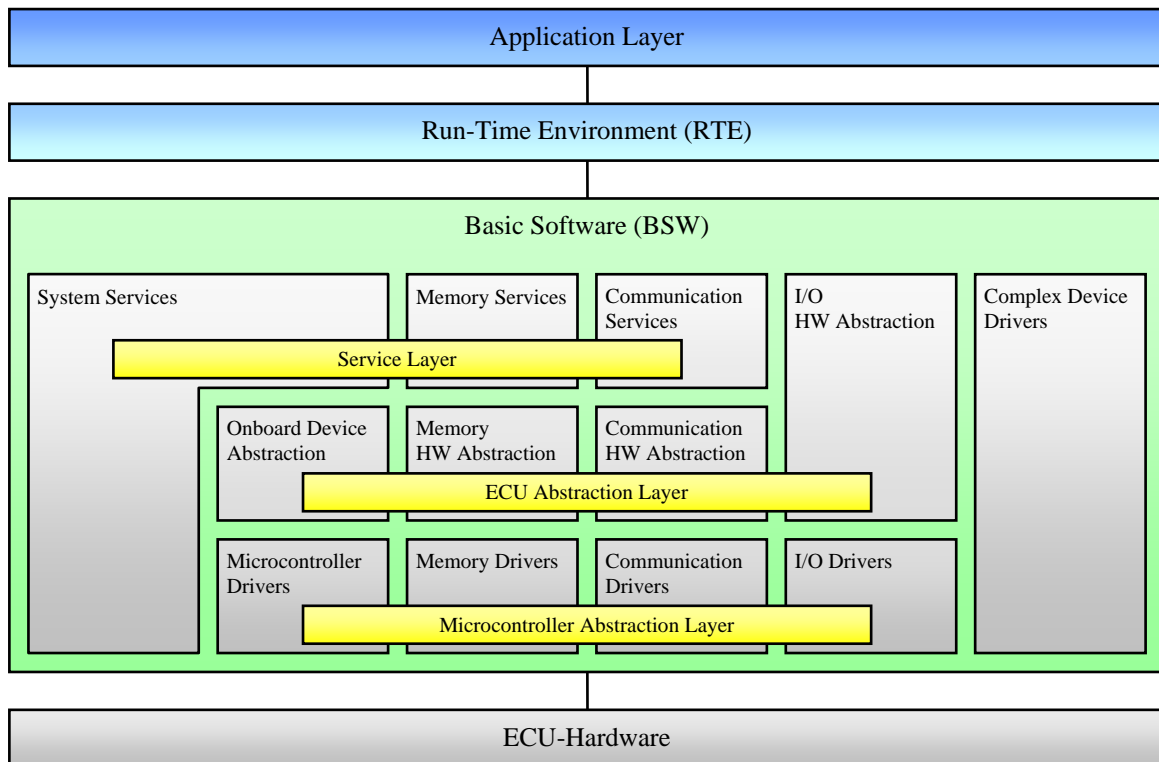 Application Layer
Run-Time Environment (RTE)
Basic Software (BSW)
System Services
Memory Services
Communication
Services
I/O
HW Abstraction
Complex Device
Drivers
Service Layer
Onboard Device
Abstraction
Memory
HW Abstraction
Communication
HW Abstraction
ECU Abstraction Layer
Microcontroller
Drivers
Memory Drivers
Communication
Drivers
I/O Drivers
Microcontroller Abstraction Layer
ECU-Hardware